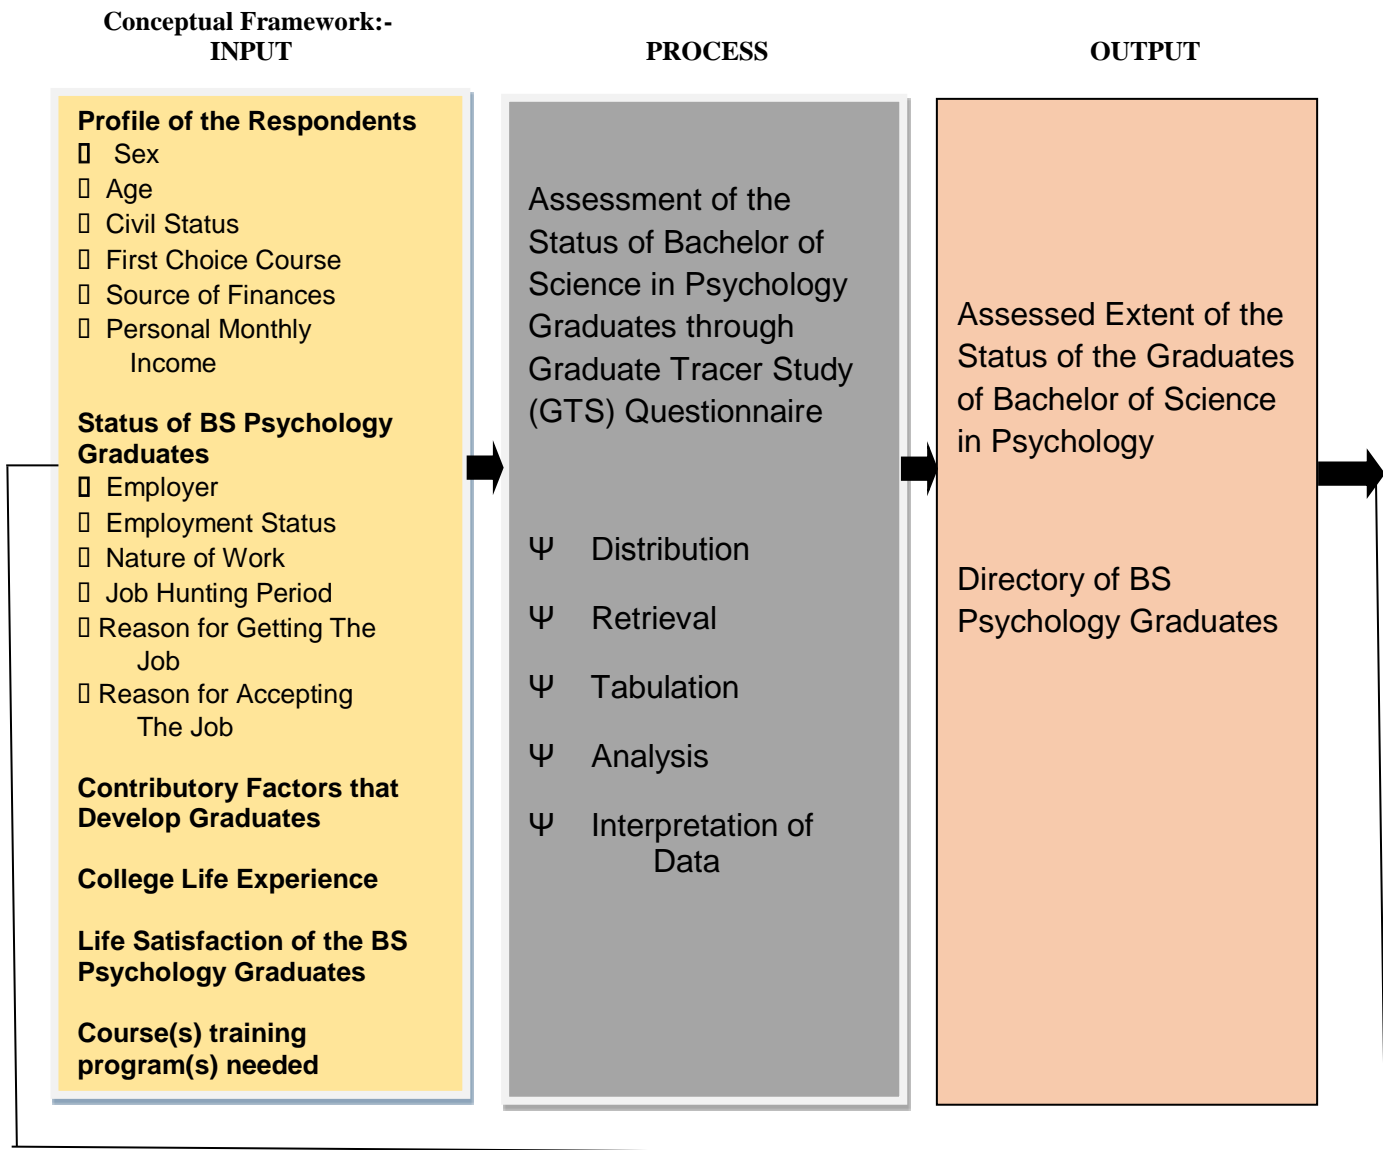 Conceptual Framework:-
INPUT
PROCESS
OUTPUT
Profile of the Respondents
▯ Sex
▯ Age
▯ Civil Status
▯ First Choice Course
▯ Source of Finances
▯ Personal Monthly
Income
Status of BS Psychology
Graduates
▯ Employer
▯ Employment Status
▯ Nature of Work
▯ Job Hunting Period
▯ Reason for Getting The
Job
▯ Reason for Accepting
The Job
Contributory Factors that
Develop Graduates
College Life Experience
Life Satisfaction of the BS
Psychology Graduates
Course(s) training
program(s) needed
Assessment of the
Status of Bachelor of
Science in Psychology
Graduates through
Graduate Tracer Study
(GTS) Questionnaire
Ψ Distribution
Ψ Retrieval
Ψ Tabulation
Ψ Analysis
Ψ Interpretation of
Data
Assessed Extent of the
Status of the Graduates
of Bachelor of Science
in Psychology
Directory of BS
Psychology Graduates